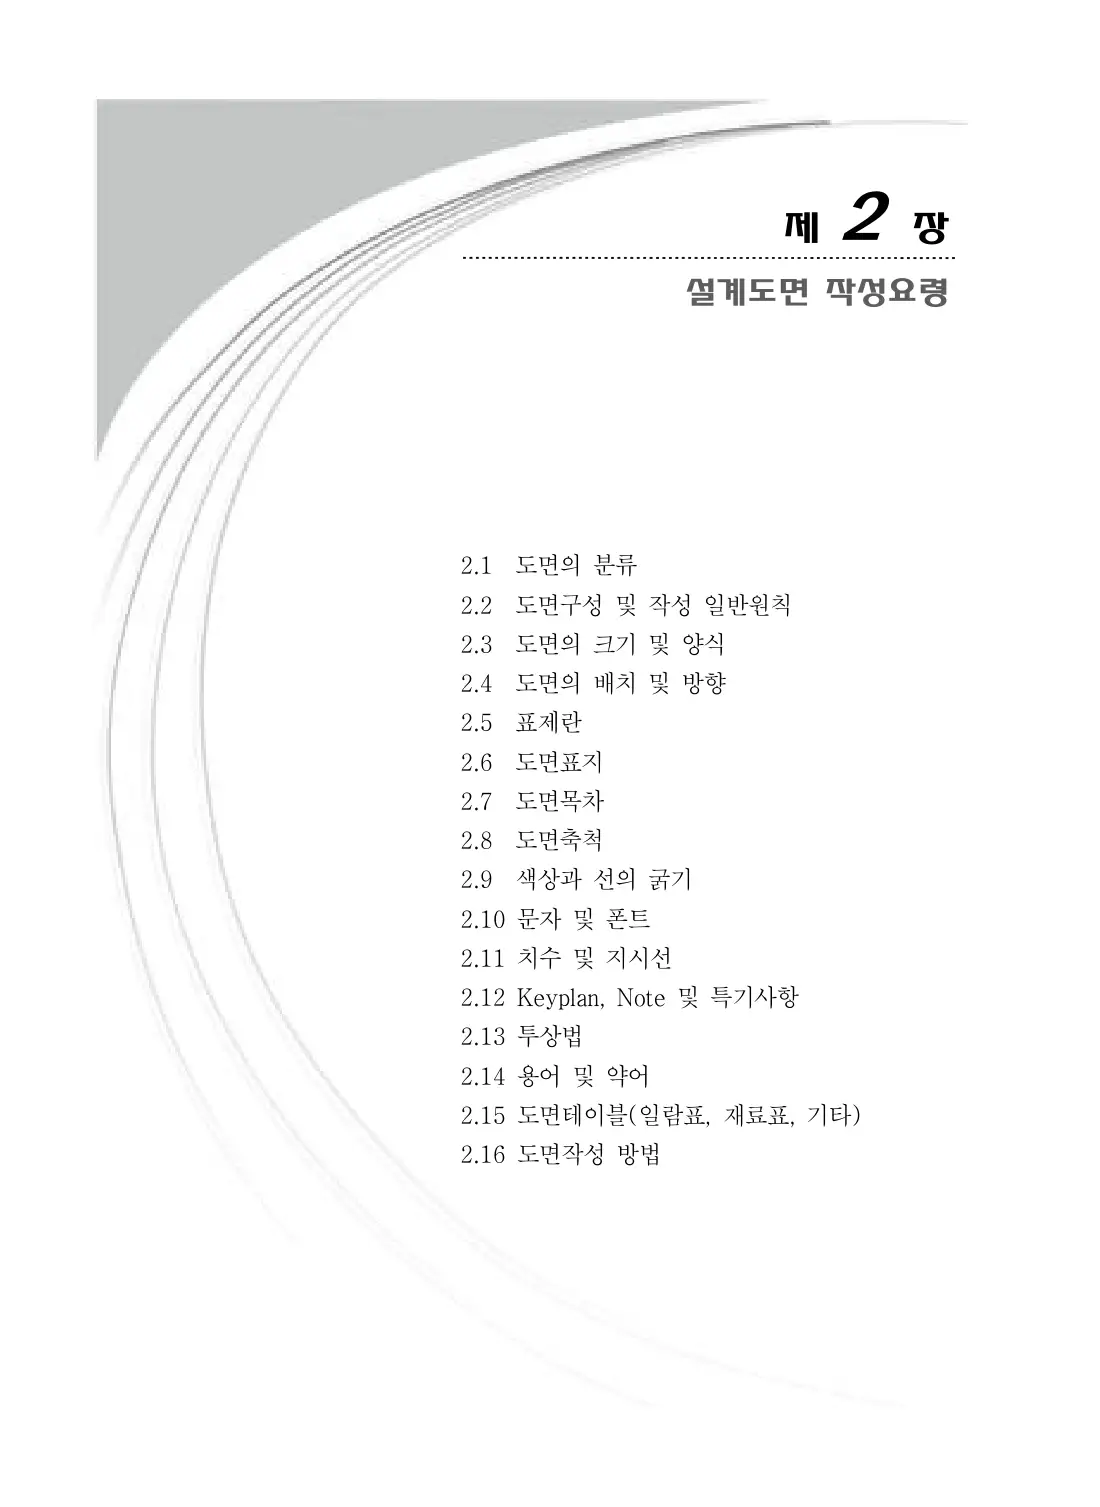 제 2 장
설계도면 작성요령
2.1 도면의 분류
2.2 도면구성 및 작성 일반원칙
2.3 도면의 크기 및 양식
2.4 도면의 배치 및 방향
2.5 표제란
2.6 도면표지
2.7 도면목차
2.8 도면축척
2.9 색상과 선의 굵기
2.10 문자 및 폰트
2.11 치수 및 지시선
2.12 Keyplan, Note 및 특기사항
2.13 투상법
2.14 용어 및 약어
2.15 도면테이블(일람표, 재료표, 기타)
2.16 도면작성 방법